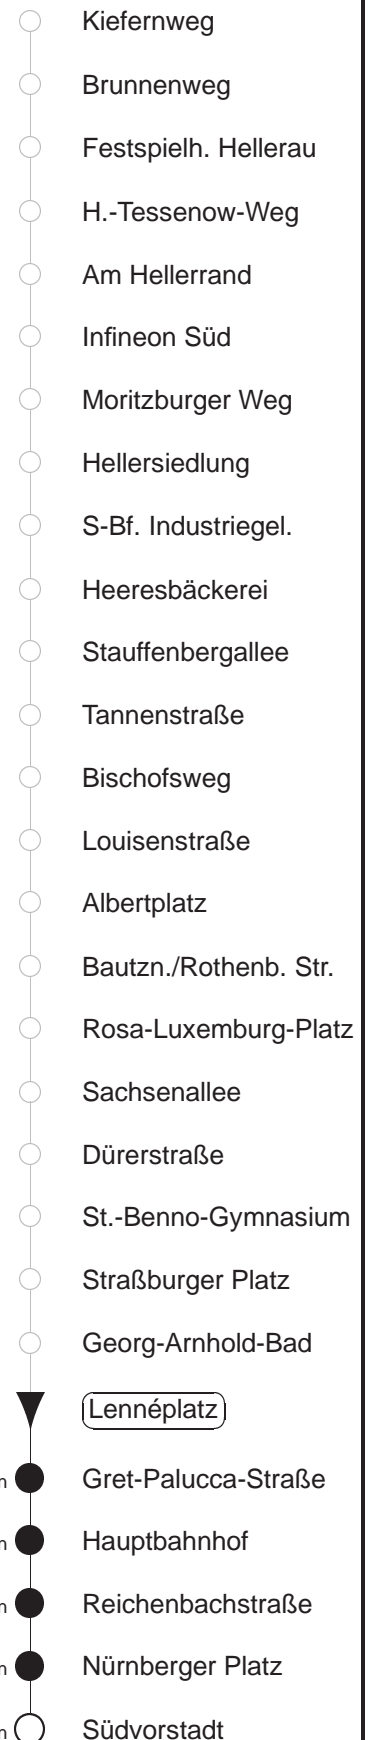 Kiefernweg
Brunnenweg
Festspielh. Hellerau
H.-Tessenow-Weg
Am Hellerrand
Infineon Süd
Moritzburger Weg
Hellersiedlung
S-Bf. Industriegel.
Heeresbäckerei
Stauffenbergallee
Tannenstraße
Bischofsweg
Louisenstraße
Albertplatz
Bautzn./Rothenb. Str.
Rosa-Luxemburg-Platz
Sachsenallee
Dürerstraße
St.-Benno-Gymnasium
Straßburger Platz
Georg-Arnhold-Bad
Lennéplatz
Gret-Palucca-Straße
Hauptbahnhof
Reichenbachstraße
Nürnberger Platz
Südvorstadt